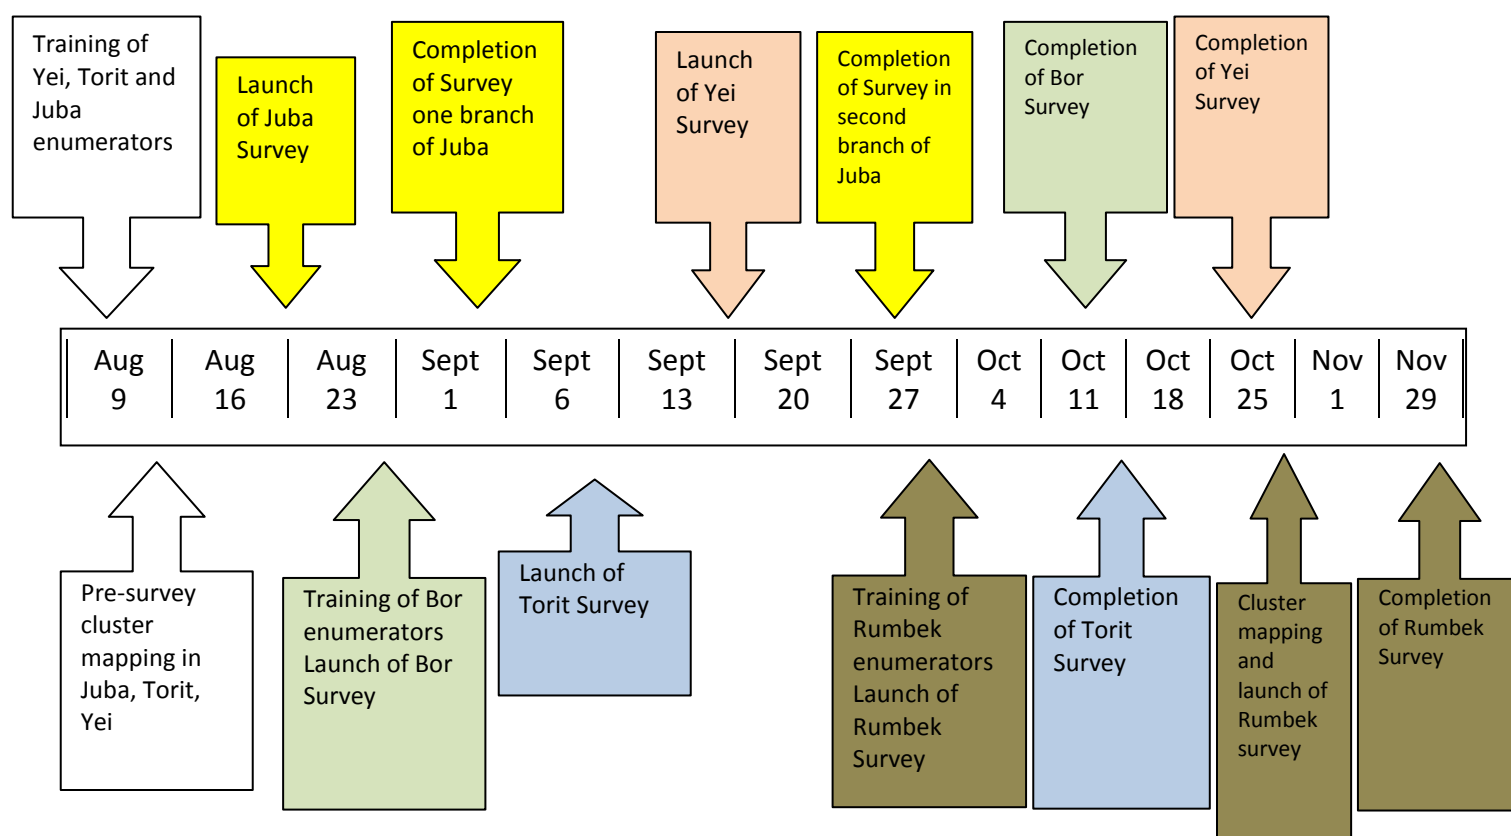 Training of
Yei, Torit and
Juba
enumerators
Launch
of Juba
Survey
Completion
of Survey
one branch
of Juba
Launch
of Yei
Survey
Completion
of Survey in
second
branch of
Juba
Completion
of Bor
Survey
Completion
of Yei
Survey
Aug Aug Aug Sept Sept Sept Sept Sept Oct Oct Oct Oct Nov Nov
9 16 23 1 6 13 20 27 4 11 18 25 1 29
Pre-survey
cluster
mapping in
Juba, Torit,
Yei
Training of Bor
enumerators
Launch of Bor
Survey
Launch of
Torit Survey
Training of
Rumbek
enumerators
Launch of
Rumbek
Survey
Completion
of Torit
Survey
Cluster
mapping
and
launch of
Rumbek
survey
Completion
of Rumbek
Survey